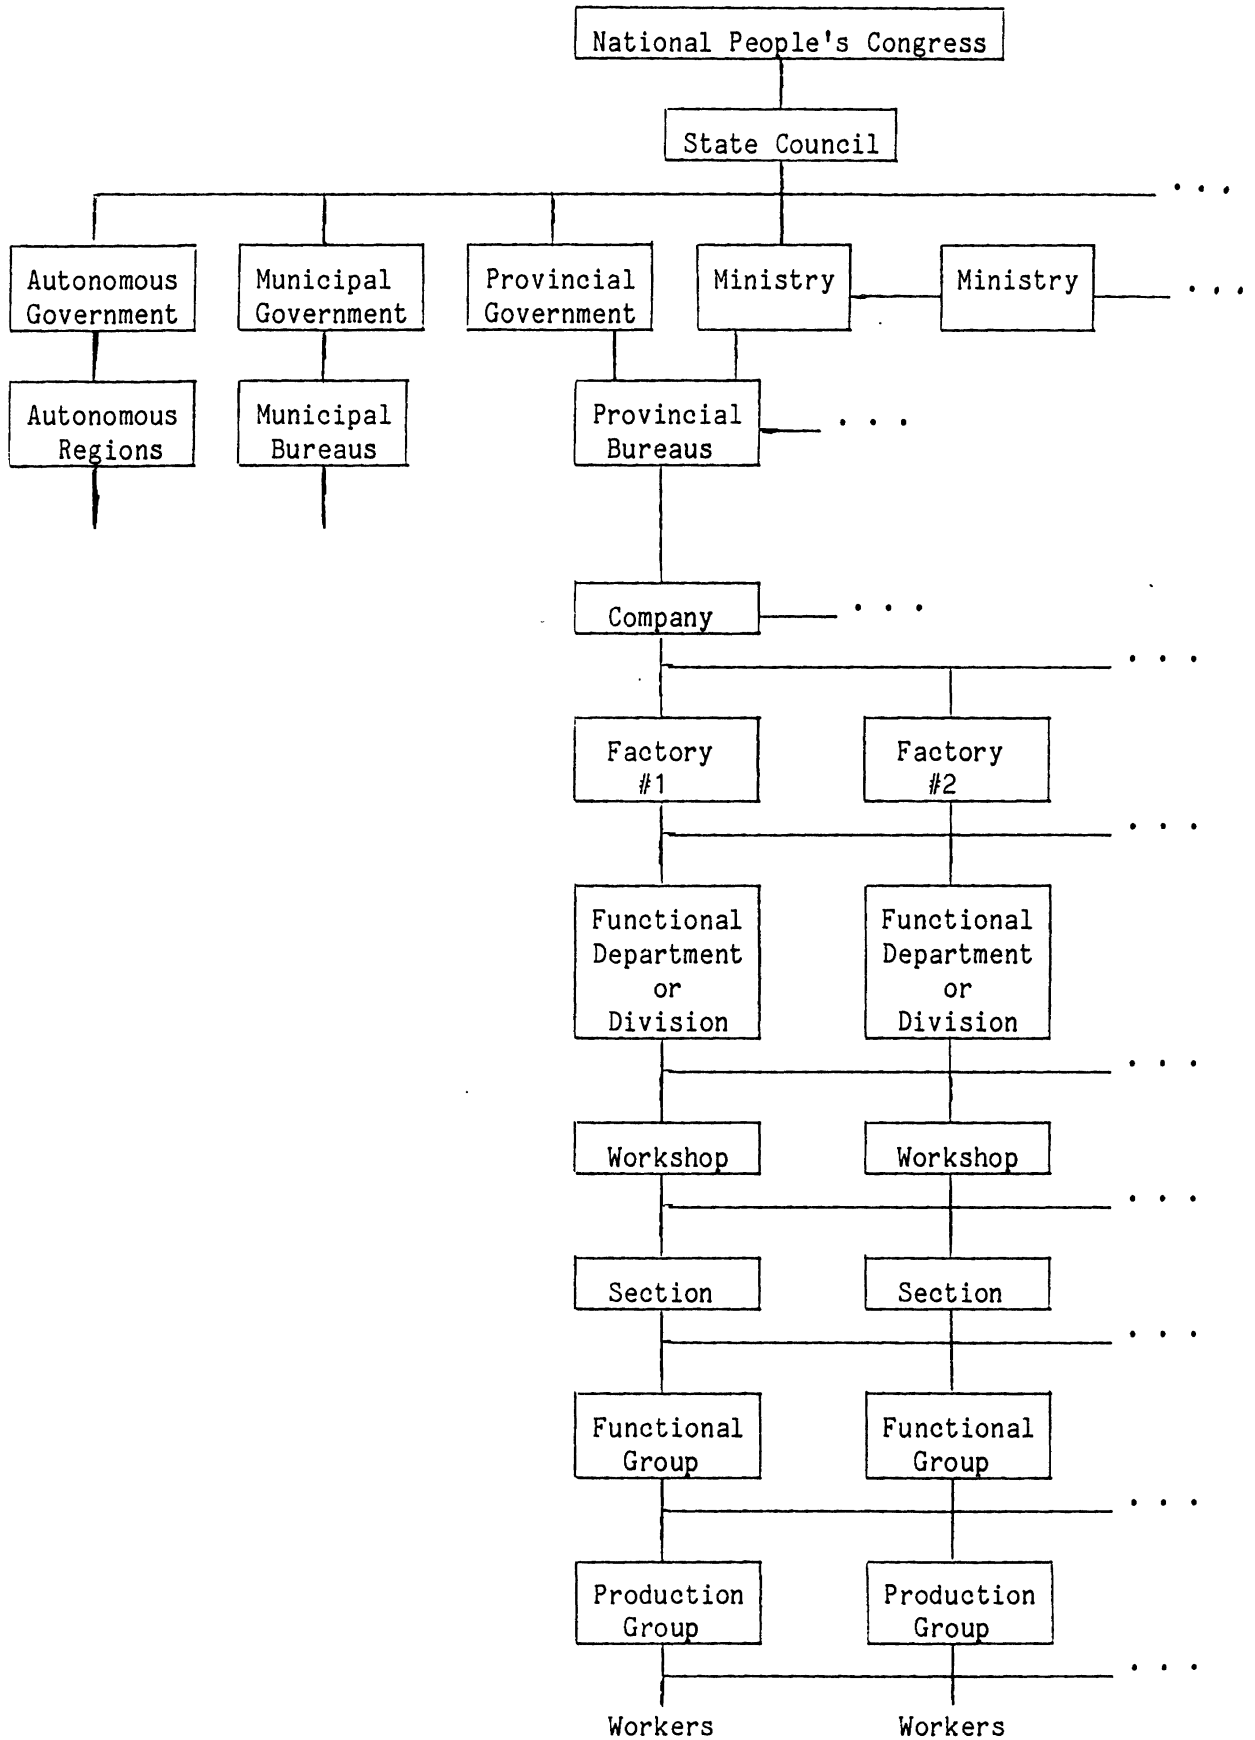 National People's Congress
State Council
. . .
Autonomous
Government
Municipal
Government
Provincial
Government
Ministry
Ministry
. . .
Autonomous
Regions
Municipal
Bureaus
Provincial
Bureaus
. . .
Company
. . .
. . .
Factory
#1
Factory
#2
. . .
Functional
Department
or
Division
Functional
Department
or
Division
. . .
Workshop
Workshop
. . .
Section
Section
. . .
Functional
Group
Functional
Group
. . .
Production
Group
Production
Group
. . .
Workers
Workers